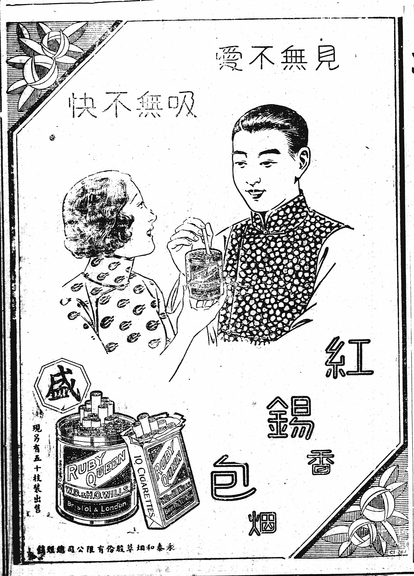 見無不愛
吸無不快
紅錫包
香烟
盛
現另有五十枝裝出售
RUBY
QUEEN
W.D.&H.O.WILLS.
Bristol & London
RUBY
QUEEN
10 CIGARETTES
永泰和烟草股份有限公司總經銷